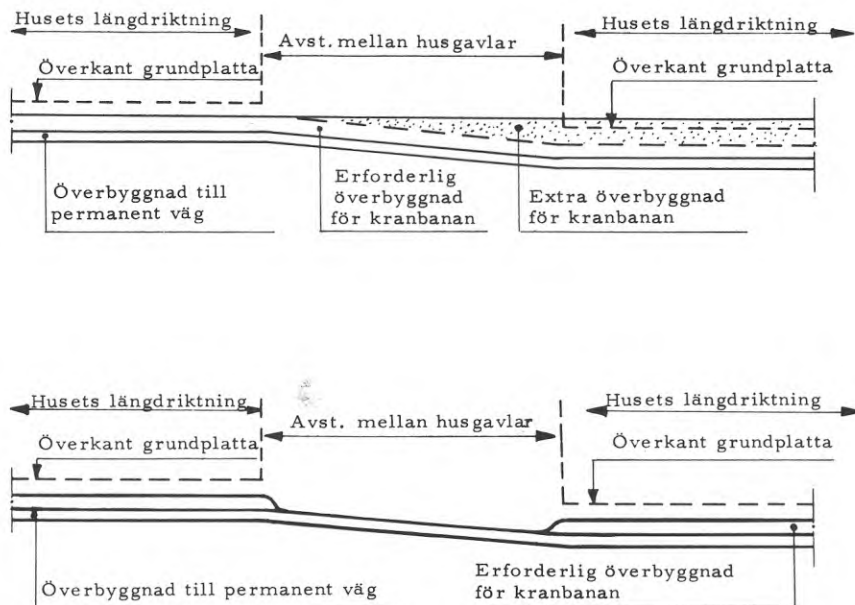 Husets längdriktning
Husets längdriktning
Avst. mellan husgavlar
Överkant grundplatta
Överkant grundplatta
Överbyggnad till
permanent väg
Erforderlig
överbyggnad
för kranbanan
Extra överbyggnad
för kranbanan
Husets längdriktning
Husets längdriktning
Avst. mellan husgavlar
Överkant grundplatta
Överkant grundplatta
Överbyggnad till permanent väg
Erforderlig överbyggnad
för kranbanan